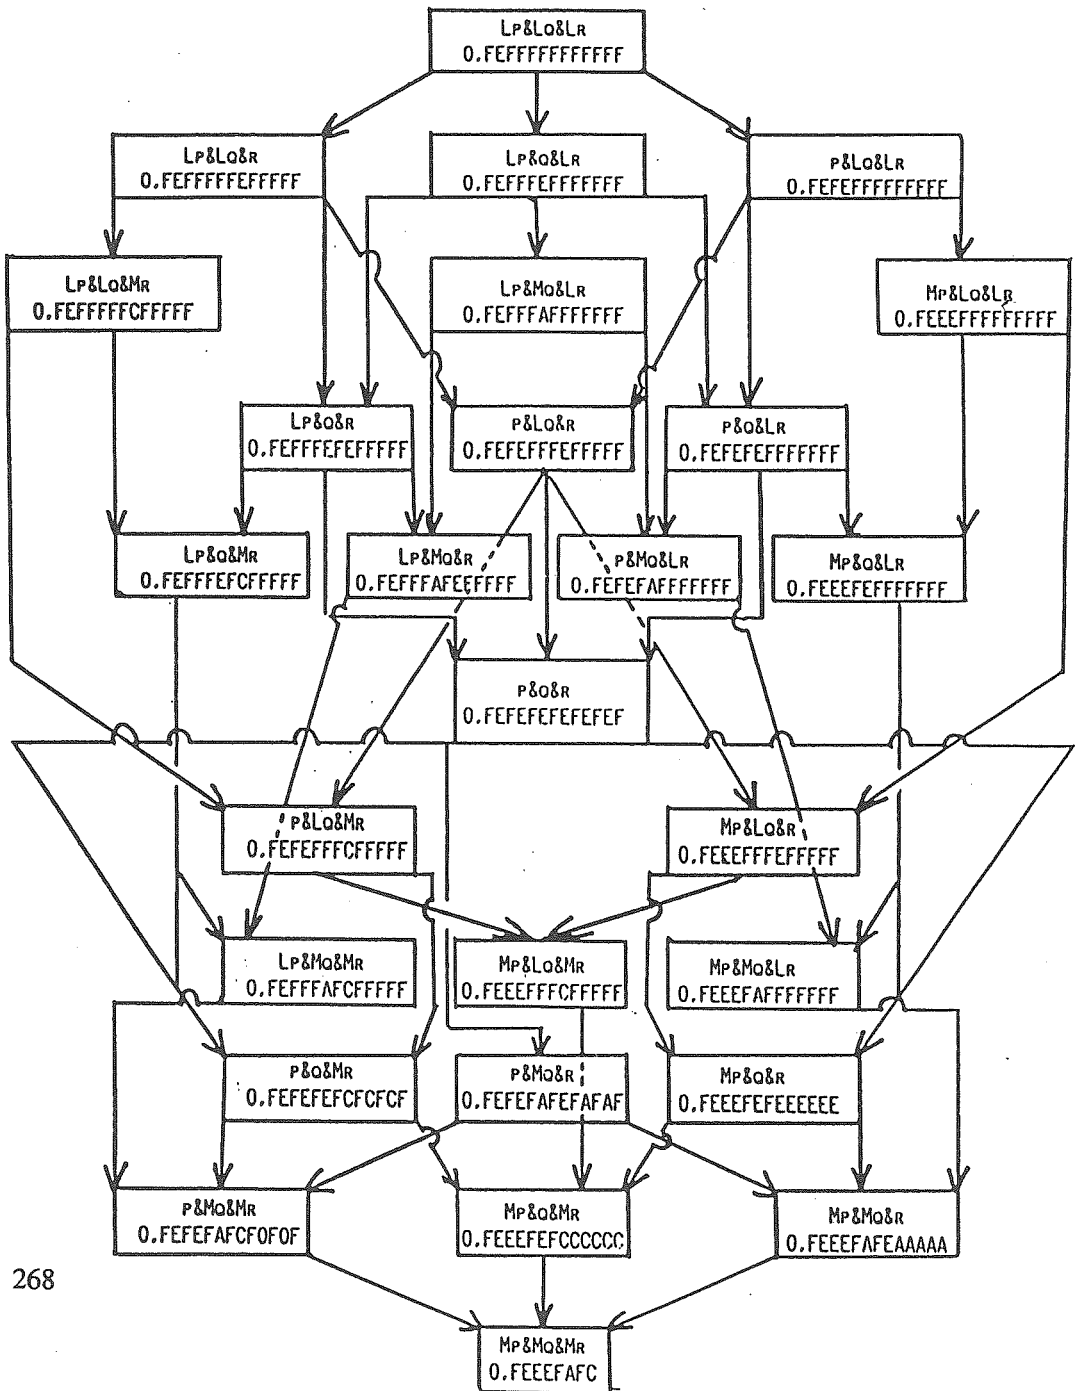 LP&LQ&LR
0.FEFFFFFFFFFFFF
LP&LQ&R
0.FEFFFFFFEFFFFF
LP&Q&LR
0.FEFFFEFFFFFFFF
P&LQ&LR
0.FEFEFFFFFFFFFF
LP&LQ&MR
0.FEFFFFFFCFFFFF
LP&MQ&LR
0.FEFFFAFFFFFFFF
MP&LQ&LR
0.FEEEFFFFFFFFFF
LP&Q&R
0.FEFFFEFEFFFFF
P&LQ&R
0.FEFEFFFEFFFFF
P&Q&LR
0.FEFEFEFFFFFFF
LP&Q&MR
0.FEFFFEFCFFFFF
LP&MQ&R
0.FEFFFAFEEFFFF
P&MQ&LR
0.FEFEFAFFFFFFF
MP&Q&LR
0.FEEEFEFFFFFFF
P&Q&R
0.FEFEFEFEFEFEF
P&LQ&MR
0.FEFEFFFCFFFFF
MP&LQ&R
0.FEEEFFFEFFFFF
LP&MQ&MR
0.FEFFFAFCFFFFF
MP&LQ&MR
0.FEEEFFFCFFFFF
MP&MQ&LR
0.FEEEFAFFFFFFF
P&Q&MR
0.FEFEFEFCFCFCF
P&MQ&R
0.FEFEFAFEFAFAF
MP&Q&R
0.FEEEFEFEEEEEE
P&MQ&MR
0.FEFEFAFCFOFOF
MP&Q&MR
0.FEEEFEFCCCCCC
MP&MQ&R
0.FEEEFAFEAAAAA
268
MP&MQ&MR
0.FEEEFAFC